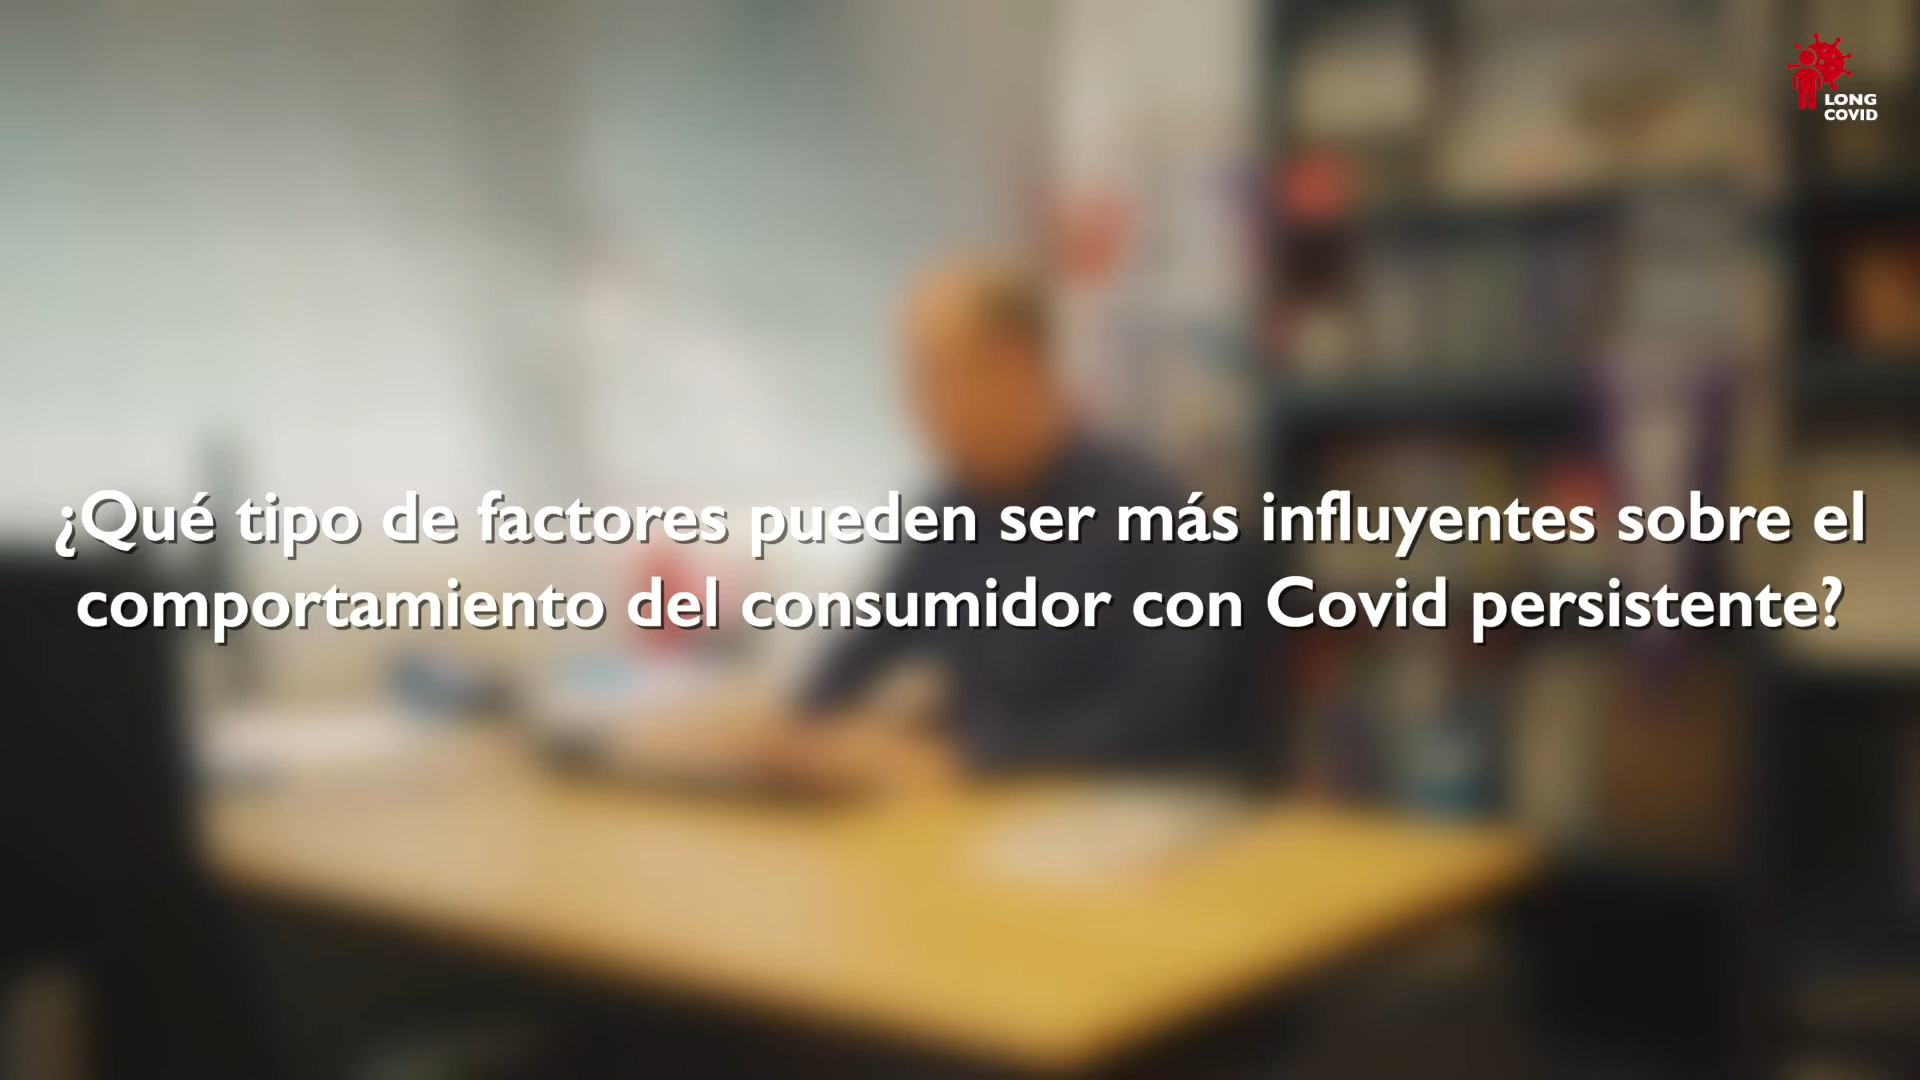 LONG
COVID
¿Qué tipo de factores pueden ser más influyentes sobre el
comportamiento del consumidor con Covid persistente?